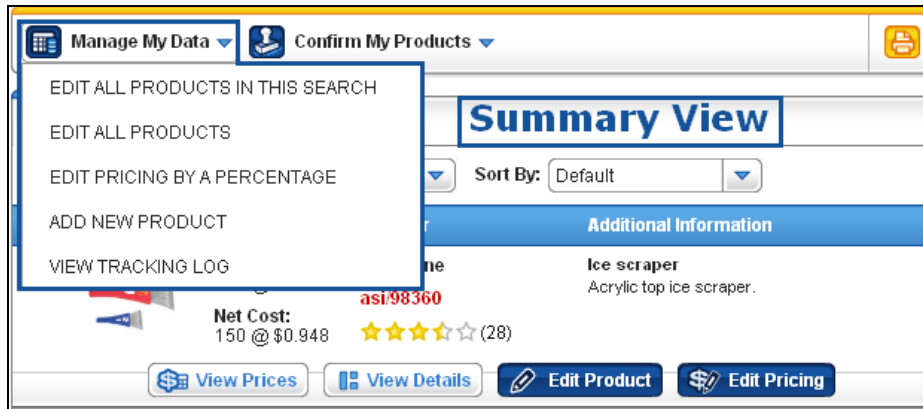 Manage My Data Confirm My Products
EDIT ALL PRODUCTS IN THIS SEARCH
EDIT ALL PRODUCTS
EDIT PRICING BY A PERCENTAGE
ADD NEW PRODUCT
VIEW TRACKING LOG
Summary View
Sort By: Default
Additional Information
Ice scraper
Acrylic top ice scraper.
asi/98360
Net Cost:
150 @ $0.948
(28)
View Prices View Details Edit Product Edit Pricing